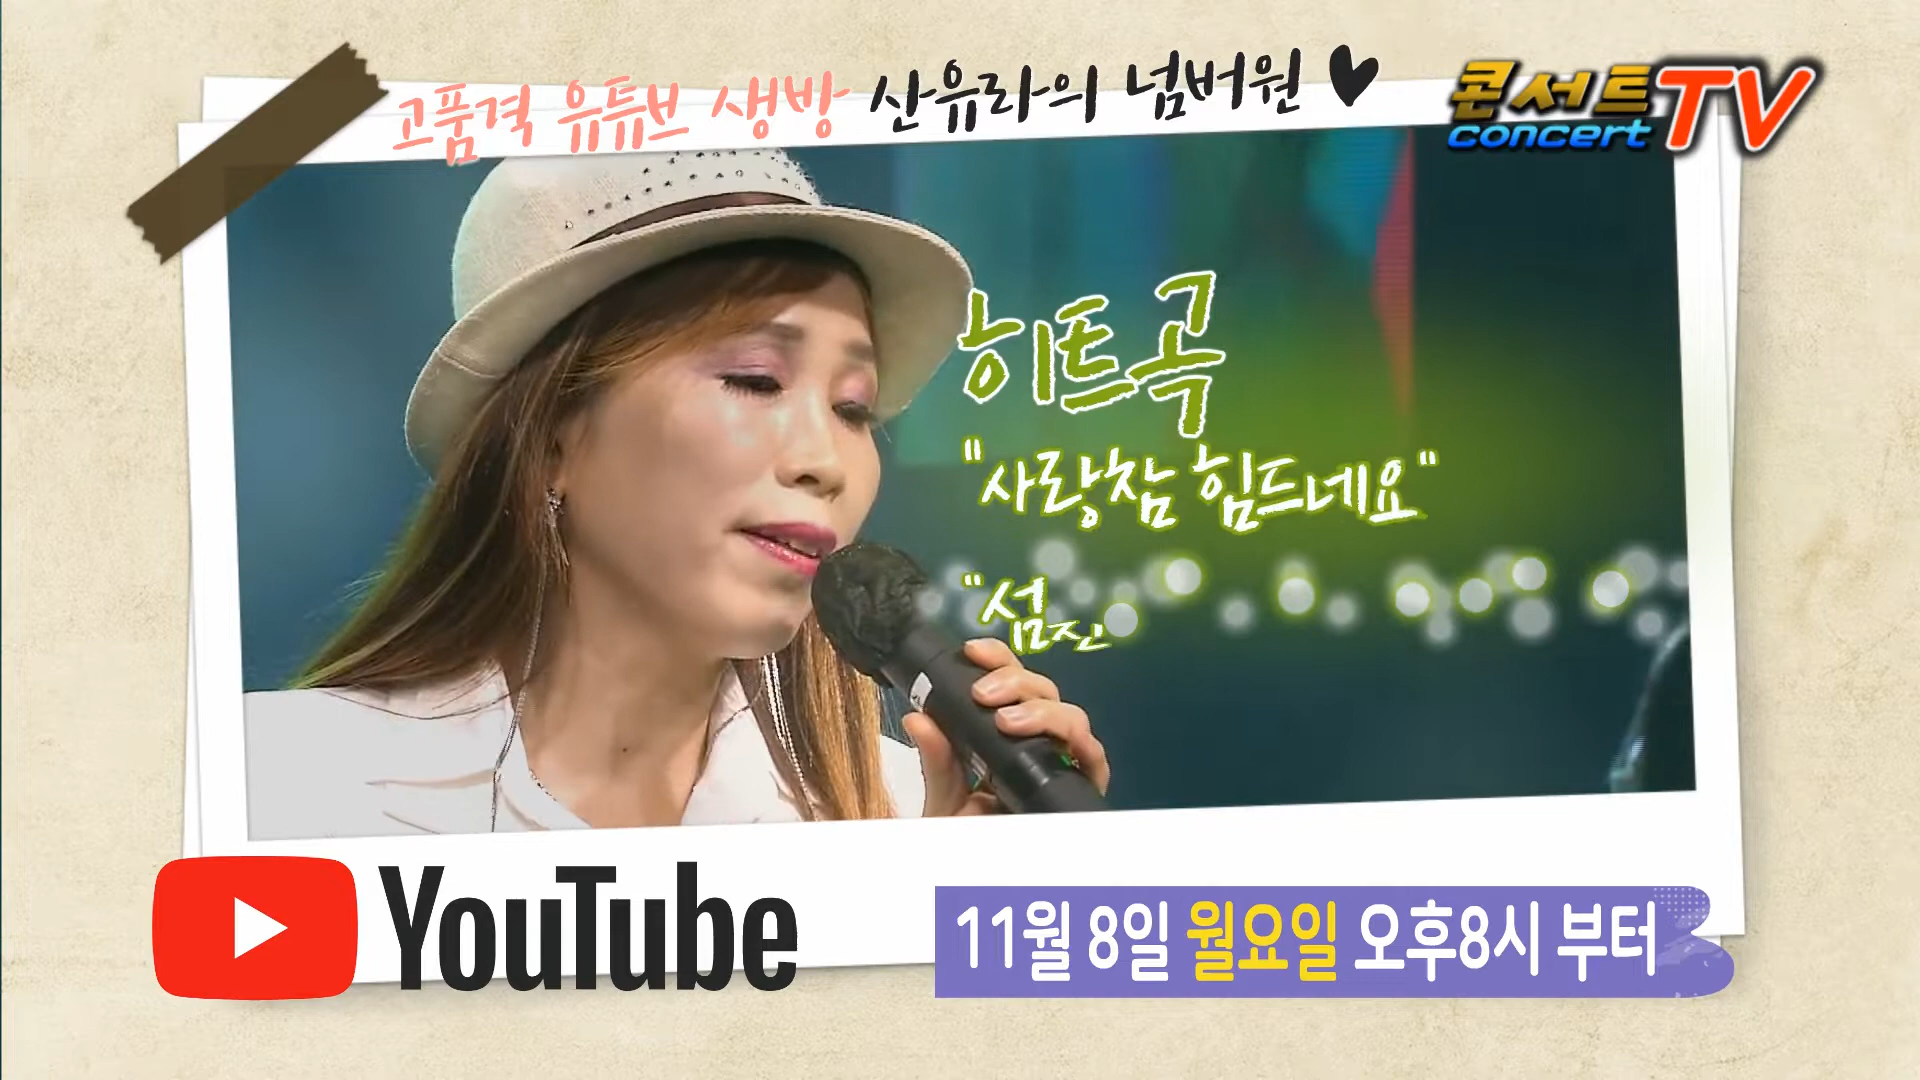 고품격 유튜브 생방 산유라의 넘버원 ♥
콘서트 TV
concert
히트곡
"사랑참 힘드네요"
"섬진
YouTube
11월 8일 월요일 오후8시 부터